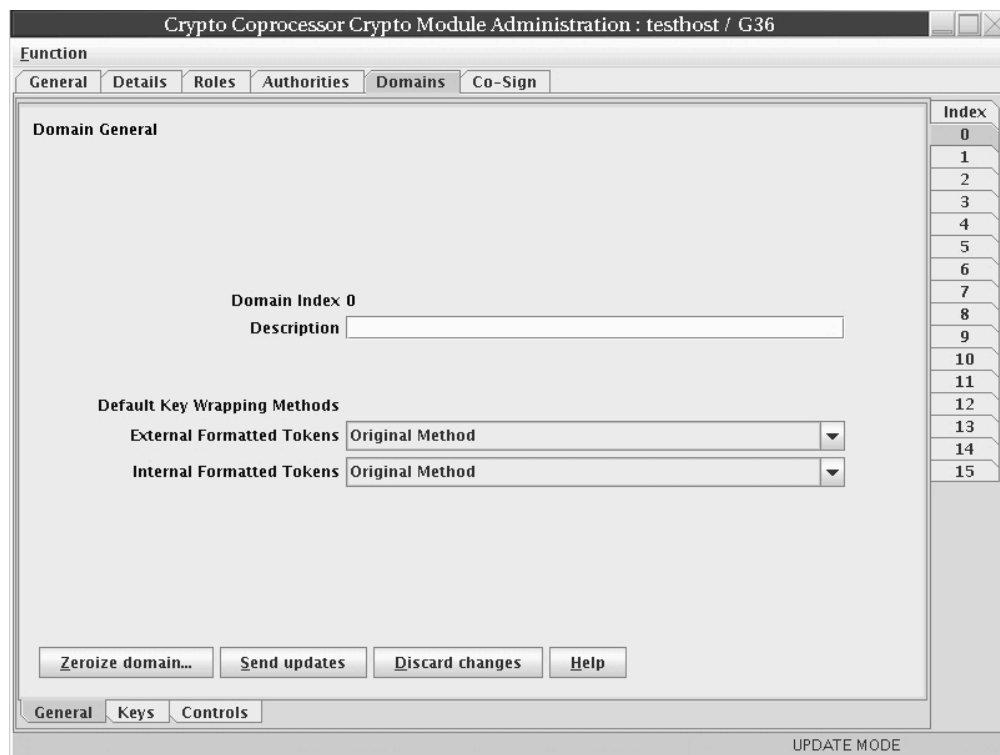 Crypto Coprocessor Crypto Module Administration : testhost / G36
Function
General Details Roles Authorities Domains Co-Sign
Index
Domain General
0
1
2
3
4
5
6
7
8
9
10
11
12
13
14
15
Domain Index 0
Description
Default Key Wrapping Methods
External Formatted Tokens Original Method
Internal Formatted Tokens Original Method
Zeroize domain... Send updates Discard changes Help
General Keys Controls
UPDATE MODE